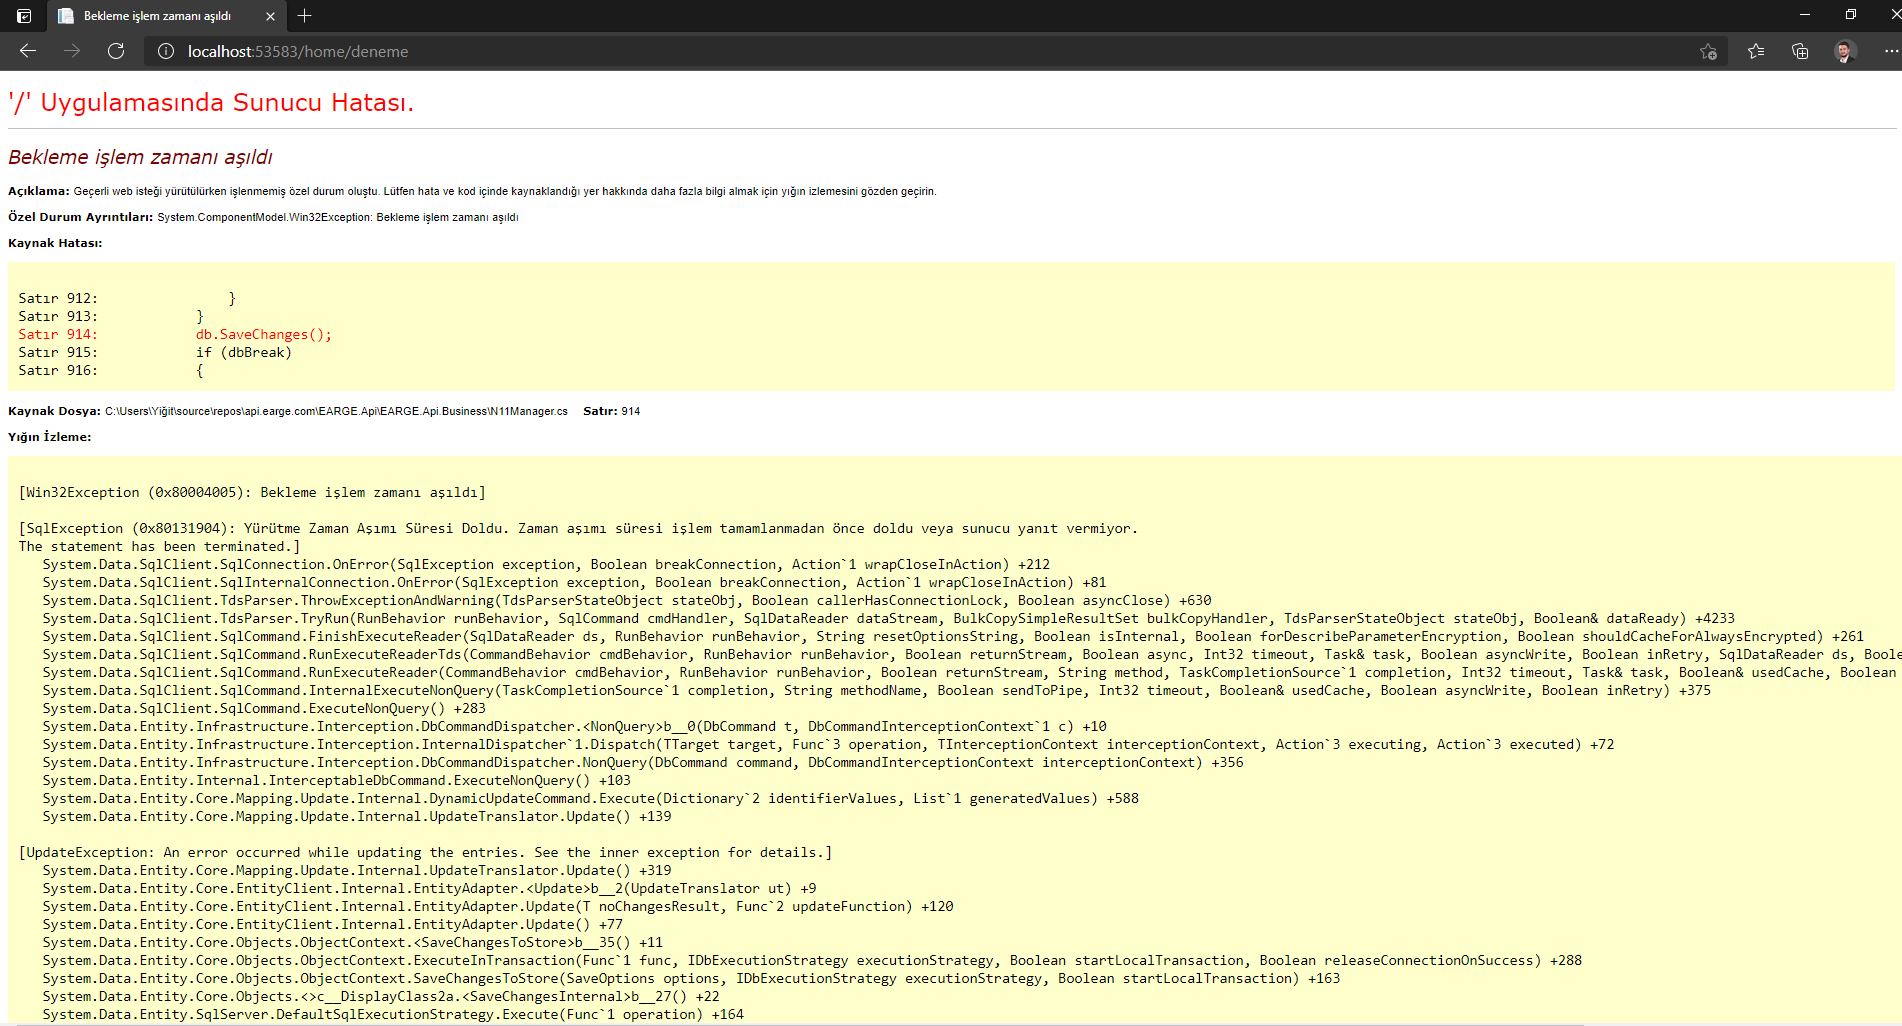 Bekleme işlem zamanı aşıldı
localhost:53583/home/deneme
'/' Uygulamasında Sunucu Hatası.
Bekleme işlem zamanı aşıldı
Açıklama: Geçerli web isteği yürütülürken işlenmemiş özel durum oluştu. Lütfen hata ve kod içinde kaynaklandığı yer hakkında daha fazla bilgi almak için yığın izlemesini gözden geçirin.
Özel Durum Ayrıntıları: System.ComponentModel.Win32Exception: Bekleme işlem zamanı aşıldı
Kaynak Hatası:
Satır 912:                }
Satır 913:            }
Satır 914:            db.SaveChanges();
Satır 915:            if (dbBreak)
Satır 916:            {
Kaynak Dosya: C:\Users\Yiğit\source\repos\api.earge.com\EARGE.Api\EARGE.Api.Business\N11Manager.cs    Satır: 914
Yığın İzleme:
[Win32Exception (0x80004005): Bekleme işlem zamanı aşıldı]
[SqlException (0x80131904): Yürütme Zaman Aşımı Süresi Doldu. Zaman aşımı süresi işlem tamamlanmadan önce doldu veya sunucu yanıt vermiyor.
The statement has been terminated.]
System.Data.SqlClient.SqlConnection.OnError(SqlException exception, Boolean breakConnection, Action`1 wrapCloseInAction) +212
System.Data.SqlClient.SqlInternalConnection.OnError(SqlException exception, Boolean breakConnection, Action`1 wrapCloseInAction) +81
System.Data.SqlClient.TdsParser.ThrowExceptionAndWarning(TdsParserStateObject stateObj, Boolean callerHasConnectionLock, Boolean asyncClose) +630
System.Data.SqlClient.TdsParser.TryRun(RunBehavior runBehavior, SqlCommand cmdHandler, SqlDataReader dataStream, BulkCopySimpleResultSet bulkCopyHandler, TdsParserStateObject stateObj, Boolean& dataReady) +4233
System.Data.SqlClient.SqlCommand.FinishExecuteReader(SqlDataReader ds, RunBehavior runBehavior, String resetOptionsString, Boolean isInternal, Boolean forDescribeParameterEncryption, Boolean shouldCacheForAlwaysEncrypted) +261
System.Data.SqlClient.SqlCommand.RunExecuteReaderTds(CommandBehavior cmdBehavior, RunBehavior runBehavior, Boolean returnStream, Boolean async, Int32 timeout, Task& task, Boolean asyncWrite, Boolean inRetry, SqlDataReader ds, Boole
System.Data.SqlClient.SqlCommand.RunExecuteReader(CommandBehavior cmdBehavior, RunBehavior runBehavior, Boolean returnStream, String method, TaskCompletionSource`1 completion, Int32 timeout, Task& task, Boolean& usedCache, Boolean
System.Data.SqlClient.SqlCommand.InternalExecuteNonQuery(TaskCompletionSource`1 completion, String methodName, Boolean sendToPipe, Int32 timeout, Boolean& usedCache, Boolean asyncWrite, Boolean inRetry) +375
System.Data.SqlClient.SqlCommand.ExecuteNonQuery() +283
System.Data.Entity.Infrastructure.Interception.DbCommandDispatcher.<NonQuery>b__0(DbCommand t, DbCommandInterceptionContext`1 c) +10
System.Data.Entity.Infrastructure.Interception.InternalDispatcher`1.Dispatch(TTarget target, Func`3 operation, TInterceptionContext interceptionContext, Action`3 executing, Action`3 executed) +72
System.Data.Entity.Infrastructure.Interception.DbCommandDispatcher.NonQuery(DbCommand command, DbCommandInterceptionContext interceptionContext) +356
System.Data.Entity.Internal.InterceptableDbCommand.ExecuteNonQuery() +103
System.Data.Entity.Core.Mapping.Update.Internal.DynamicUpdateCommand.Execute(Dictionary`2 identifierValues, List`1 generatedValues) +588
System.Data.Entity.Core.Mapping.Update.Internal.UpdateTranslator.Update() +139
[UpdateException: An error occurred while updating the entries. See the inner exception for details.]
System.Data.Entity.Core.Mapping.Update.Internal.UpdateTranslator.Update() +319
System.Data.Entity.Core.EntityClient.Internal.EntityAdapter.<Update>b__2(UpdateTranslator ut) +9
System.Data.Entity.Core.EntityClient.Internal.EntityAdapter.Update(T noChangesResult, Func`2 updateFunction) +120
System.Data.Entity.Core.EntityClient.Internal.EntityAdapter.Update() +77
System.Data.Entity.Core.Objects.ObjectContext.<SaveChangesToStore>b__35() +11
System.Data.Entity.Core.Objects.ObjectContext.ExecuteInTransaction(Func`1 func, IDbExecutionStrategy executionStrategy, Boolean startLocalTransaction, Boolean releaseConnectionOnSuccess) +288
System.Data.Entity.Core.Objects.ObjectContext.SaveChangesToStore(SaveOptions options, IDbExecutionStrategy executionStrategy, Boolean startLocalTransaction) +163
System.Data.Entity.Core.Objects.<>c__DisplayClass2a.<SaveChangesInternal>b__27() +22
System.Data.Entity.SqlServer.DefaultSqlExecutionStrategy.Execute(Func`1 operation) +164